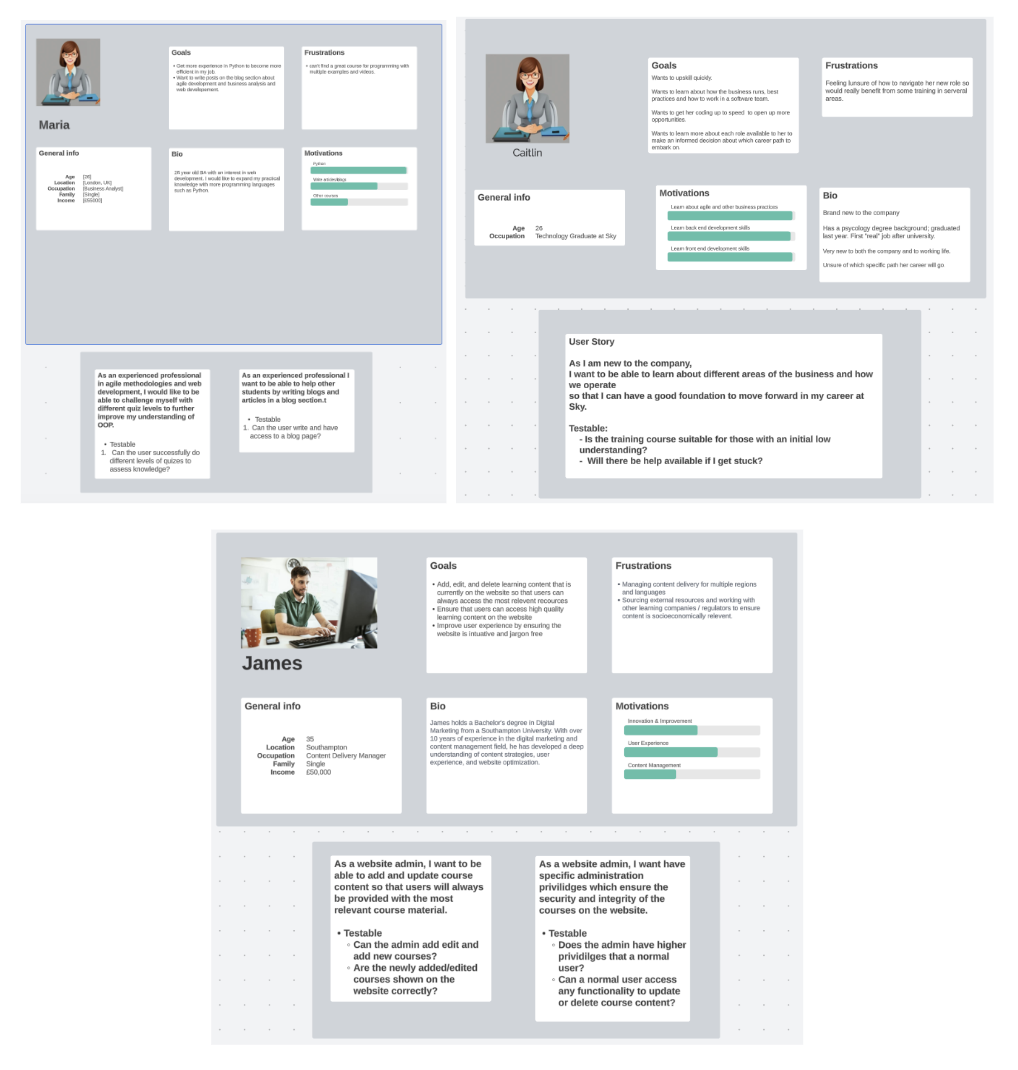 Maria
Goals
• Get more experience in Python to become more
efficient in my job.
• Want to write posts on the blog section about
agile development and business analysis and
web developement.
Frustrations
• can't find a great course for programming with
multiple examples and videos.
General info
Age [26]
Location [London, UK]
Occupation [Business Analyst]
Family [Single]
Income [£55000]
Bio
26 year old BA with an interest in web
development. I would like to expand my practical
knowledge with more programming languages
such as Python.
Motivations
Python
Write articles/blogs
Other courses
As an experienced professional
in agile methodologies and web
development, I would like to be
able to challenge myself with
different quiz levels to further
improve my understanding of
OOP.
• Testable
1. Can the user successfully do
different levels of quizes to
assess knowledge?
As an experienced professional I
want to be able to help other
students by writing blogs and
articles in a blog section.t
• Testable
1. Can the user write and have
access to a blog page?
Caitlin
Goals
Wants to upskill quickly.
Wants to learn about how the business runs, best
practices and how to work in a software team.
Wants to get her coding up to speed to open up more
opportunities.
Wants to learn more about each role available to her to
make an informed decision about which career path to
embark on.
Frustrations
Feeling lunsure of how to navigate her new role so
would really benefit from some training in serveral
areas.
General info
Age 26
Occupation Technology Graduate at Sky
Motivations
Learn about agile and other business practices
Learn back end development skills
Learn front end development skills
Bio
Brand new to the company
Has a psycology degree background; graduated
last year. First "real" job after university.
Very new to both the company and to working life.
Unsure of which specific path her career will go
User Story
As I am new to the company,
I want to be able to learn about different areas of the business and how
we operate
so that I can have a good foundation to move forward in my career at
Sky.
Testable:
- Is the training course suitable for those with an initial low
understanding?
- Will there be help available if I get stuck?
James
Goals
• Add, edit, and delete learning content that is
currently on the website so that users can
always access the most relevant recources
• Ensure that users can access high quality
learning content on the website
• Improve user experience by ensuring the
website is intuative and jargon free
Frustrations
• Managing content delivery for multiple regions
and languages
• Sourcing external resources and working with
other learning companies / regulators to ensure
content is socioeconomically relevent.
General info
Age 35
Location Southampton
Occupation Content Delivery Manager
Family Single
Income £50,000
Bio
James holds a Bachelor's degree in Digital
Marketing from a Southampton University. With over
10 years of experience in the digital marketing and
content management field, he has developed a deep
understanding of content strategies, user
experience, and website optimization.
Motivations
Innovation & Improvement
User Experience
Content Management
As a website admin, I want to be
able to add and update course
content so that users will always
be provided with the most
relevant course material.
• Testable
◦ Can the admin add edit and
add new courses?
◦ Are the newly added/edited
courses shown on the
website correctly?
As a website admin, I want have
specific administration
privilidges which ensure the
security and integrity of the
courses on the website.
• Testable
◦ Does the admin have higher
prividilges that a normal
user?
◦ Can a normal user access
any functionality to update
or delete course content?